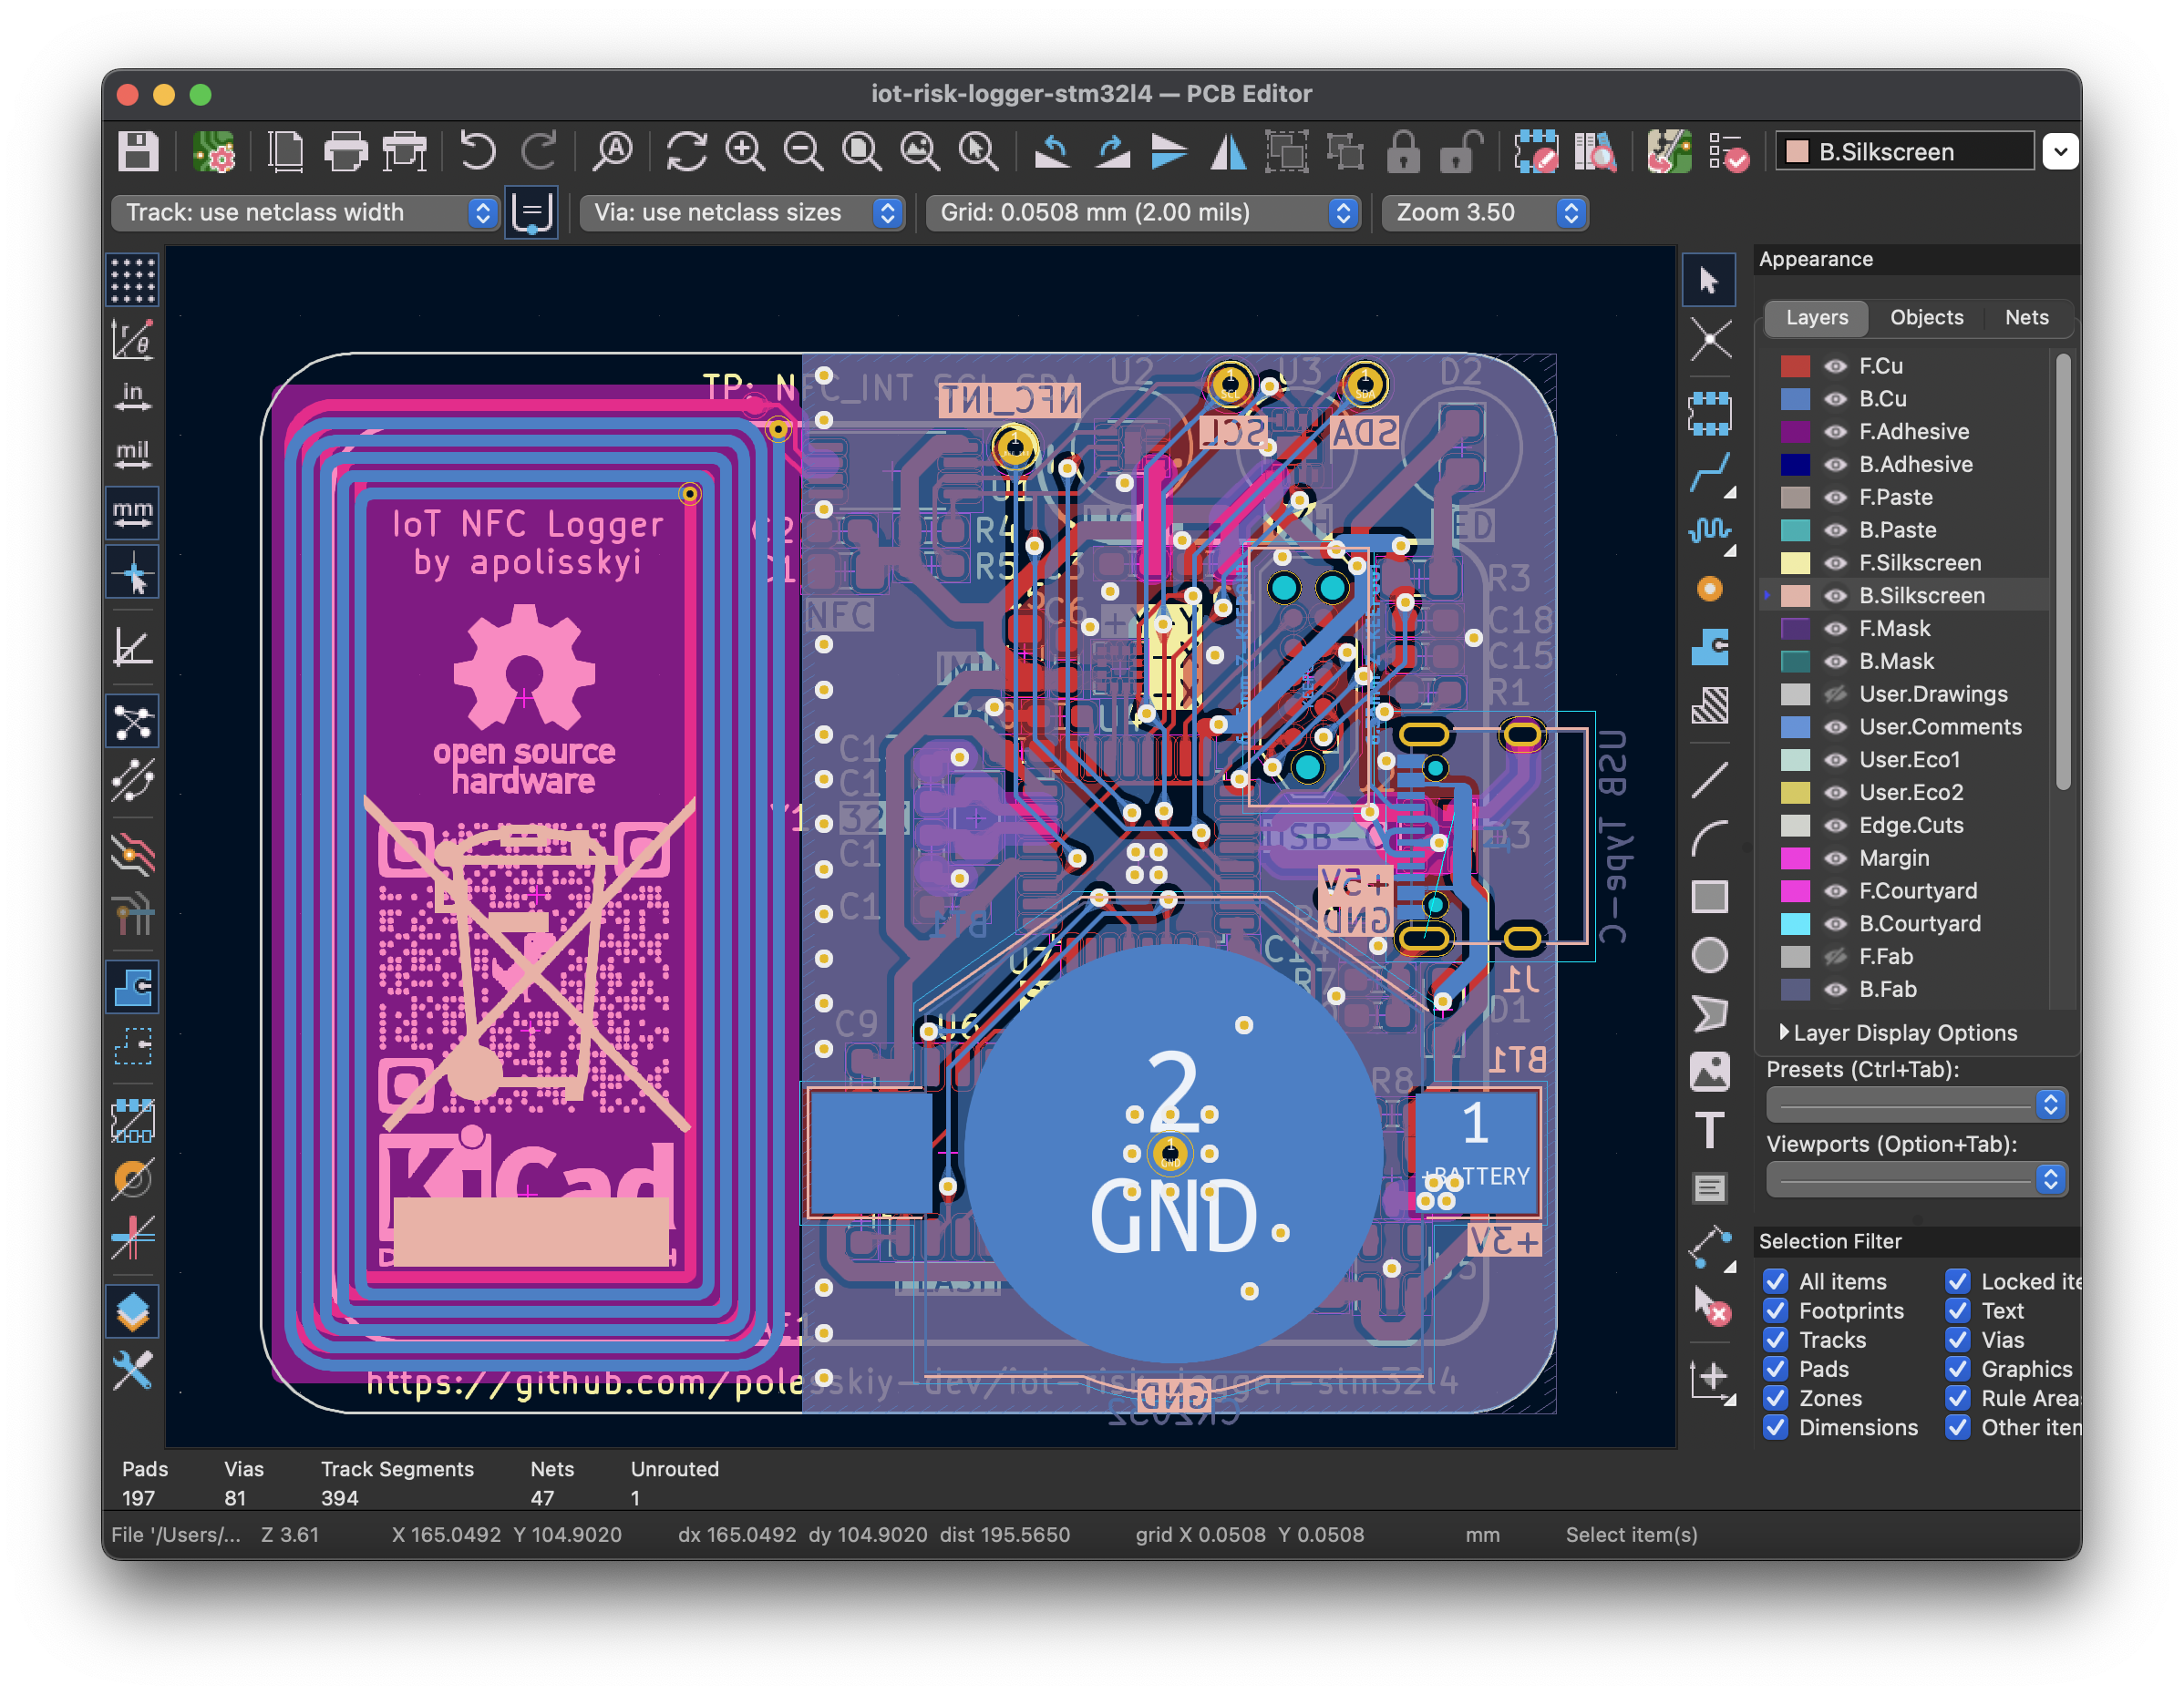 iot-risk-logger-stm32l4 — PCB Editor
B.Silkscreen
Track: use netclass width
Via: use netclass sizes
Grid: 0.0508 mm (2.00 mils)
Zoom 3.50
in
mil
mm
Appearance
Layers Objects Nets
F.Cu
B.Cu
F.Adhesive
B.Adhesive
F.Paste
B.Paste
F.Silkscreen
B.Silkscreen
F.Mask
B.Mask
User.Drawings
User.Comments
User.Eco1
User.Eco2
Edge.Cuts
Margin
F.Courtyard
B.Courtyard
F.Fab
B.Fab
Layer Display Options
Presets (Ctrl+Tab):
Viewports (Option+Tab):
Selection Filter
All items Locked ite
Footprints Text
Tracks Vias
Pads Graphics
Zones Rule Area
Dimensions Other iten
TP: NFC_INT SCL SDA
U2
U3
D2
NFC_INT
SCL
SDA
IoT NFC Logger
by apolisskyi
open source
hardware
KiCad
R4
R5
NFC
C6
R3
C18
C15
R1
USB Type-C
+5V
GND
BT1
C14
R7
J1
D1
C9
U6
BT1
R8
2
GND
1
+BATTERY
+3V
https://github.com/polesskiy-dev/iot-risk-logger-stm32l4
GND
CR2032
Pads Vias Track Segments Nets Unrouted
197 81 394 47 1
File '/Users/... Z 3.61 X 165.0492 Y 104.9020 dx 165.0492 dy 104.9020 dist 195.5650 grid X 0.0508 Y 0.0508 mm Select item(s)